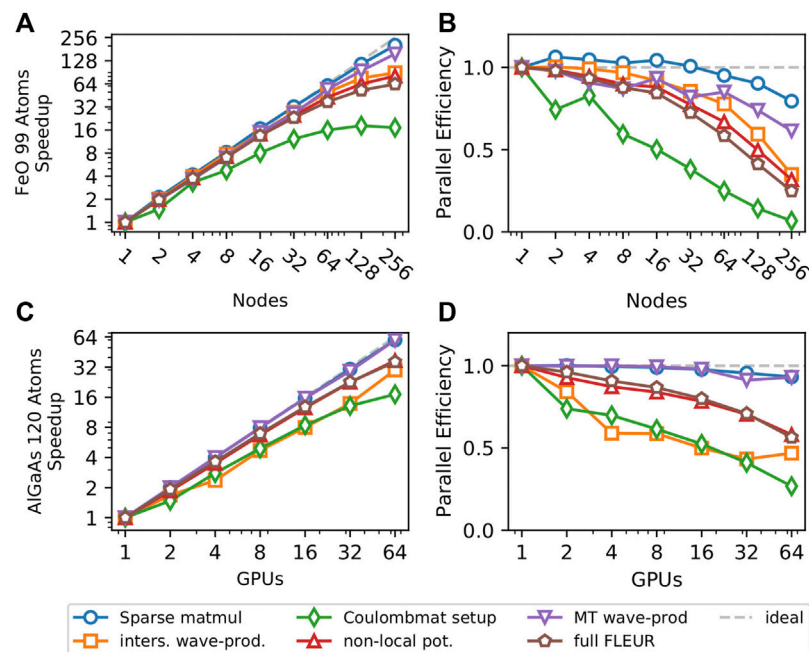 A
B
FeO 99 Atoms
Speedup
256
128
64
32
16
8
4
2
1
1 2 4 8 16 32 64 128 256
Nodes
Parallel Efficiency
1.0
0.5
0.0
1 2 4 8 16 32 64 128 256
Nodes
C
D
AlGaAs 120 Atoms
Speedup
64
32
16
8
4
2
1
1 2 4 8 16 32 64
GPUs
Parallel Efficiency
1.0
0.5
0.0
1 2 4 8 16 32 64
GPUs
Sparse matmul Coulombmat setup MT wave-prod ideal
inters. wave-prod. non-local pot. full FLEUR